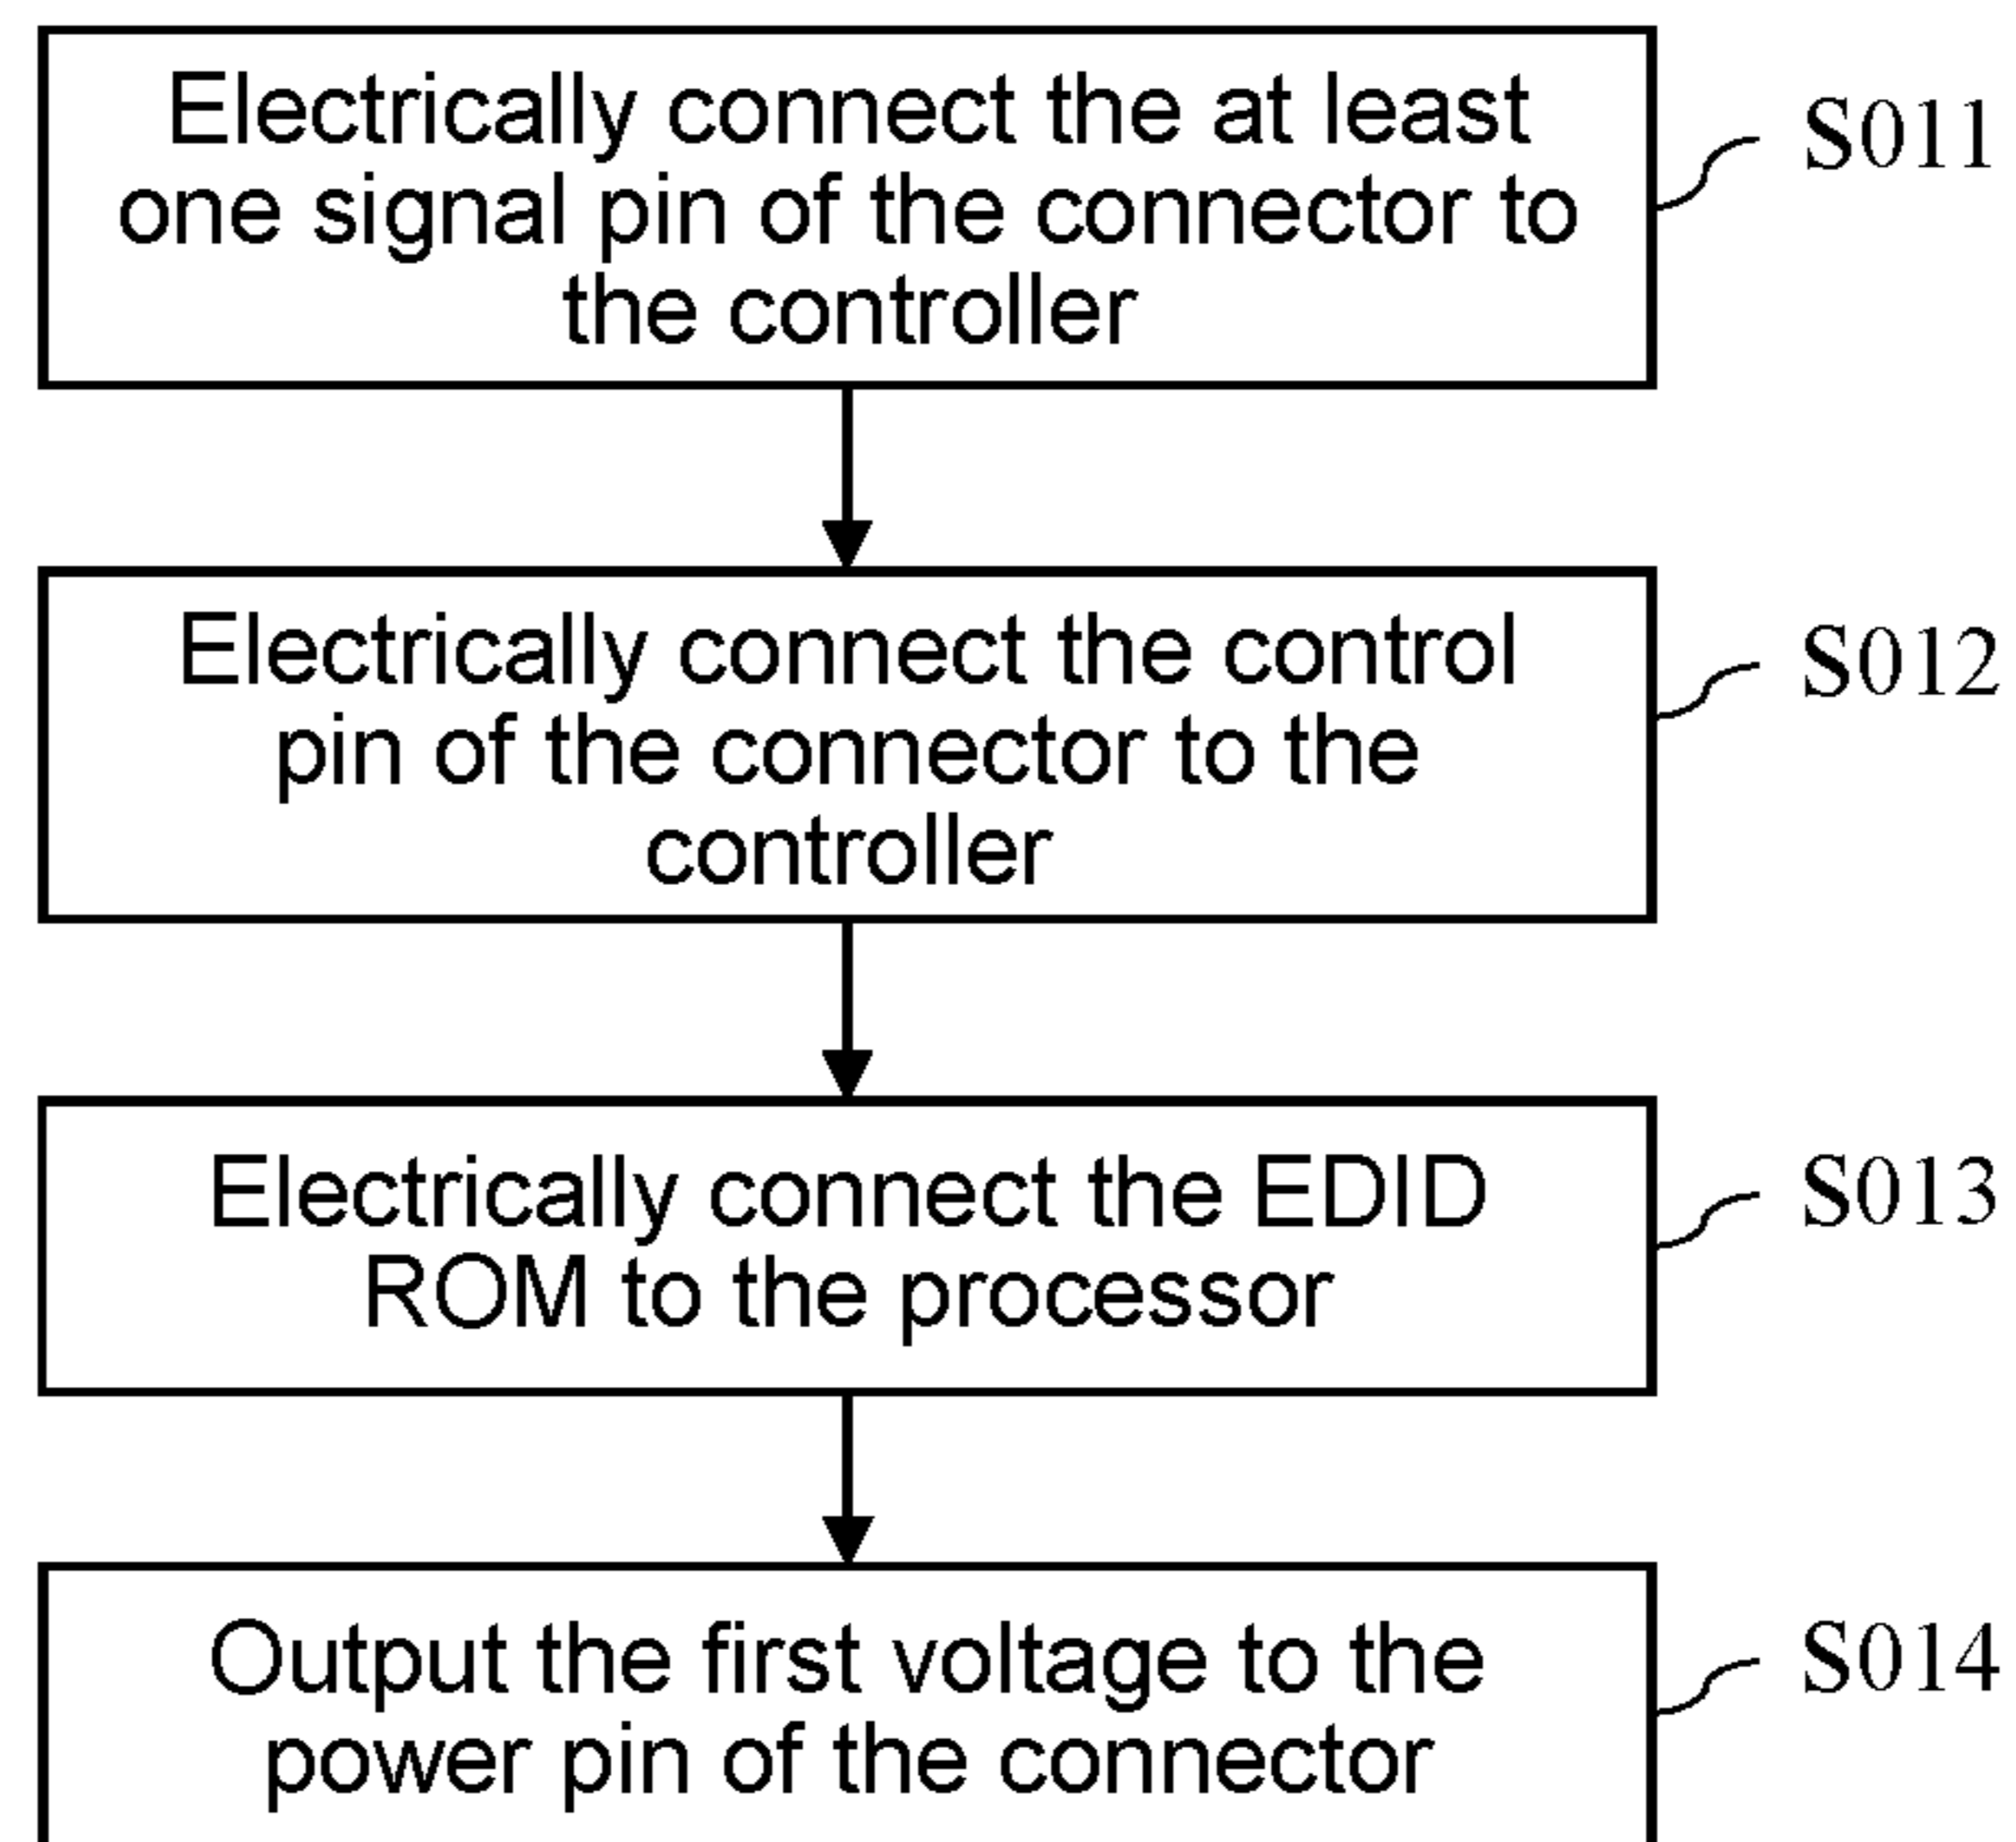 Electrically connect the at least
one signal pin of the connector to
the controller
S011
Electrically connect the control
pin of the connector to the
controller
S012
Electrically connect the EDID
ROM to the processor
S013
Output the first voltage to the
power pin of the connector
S014